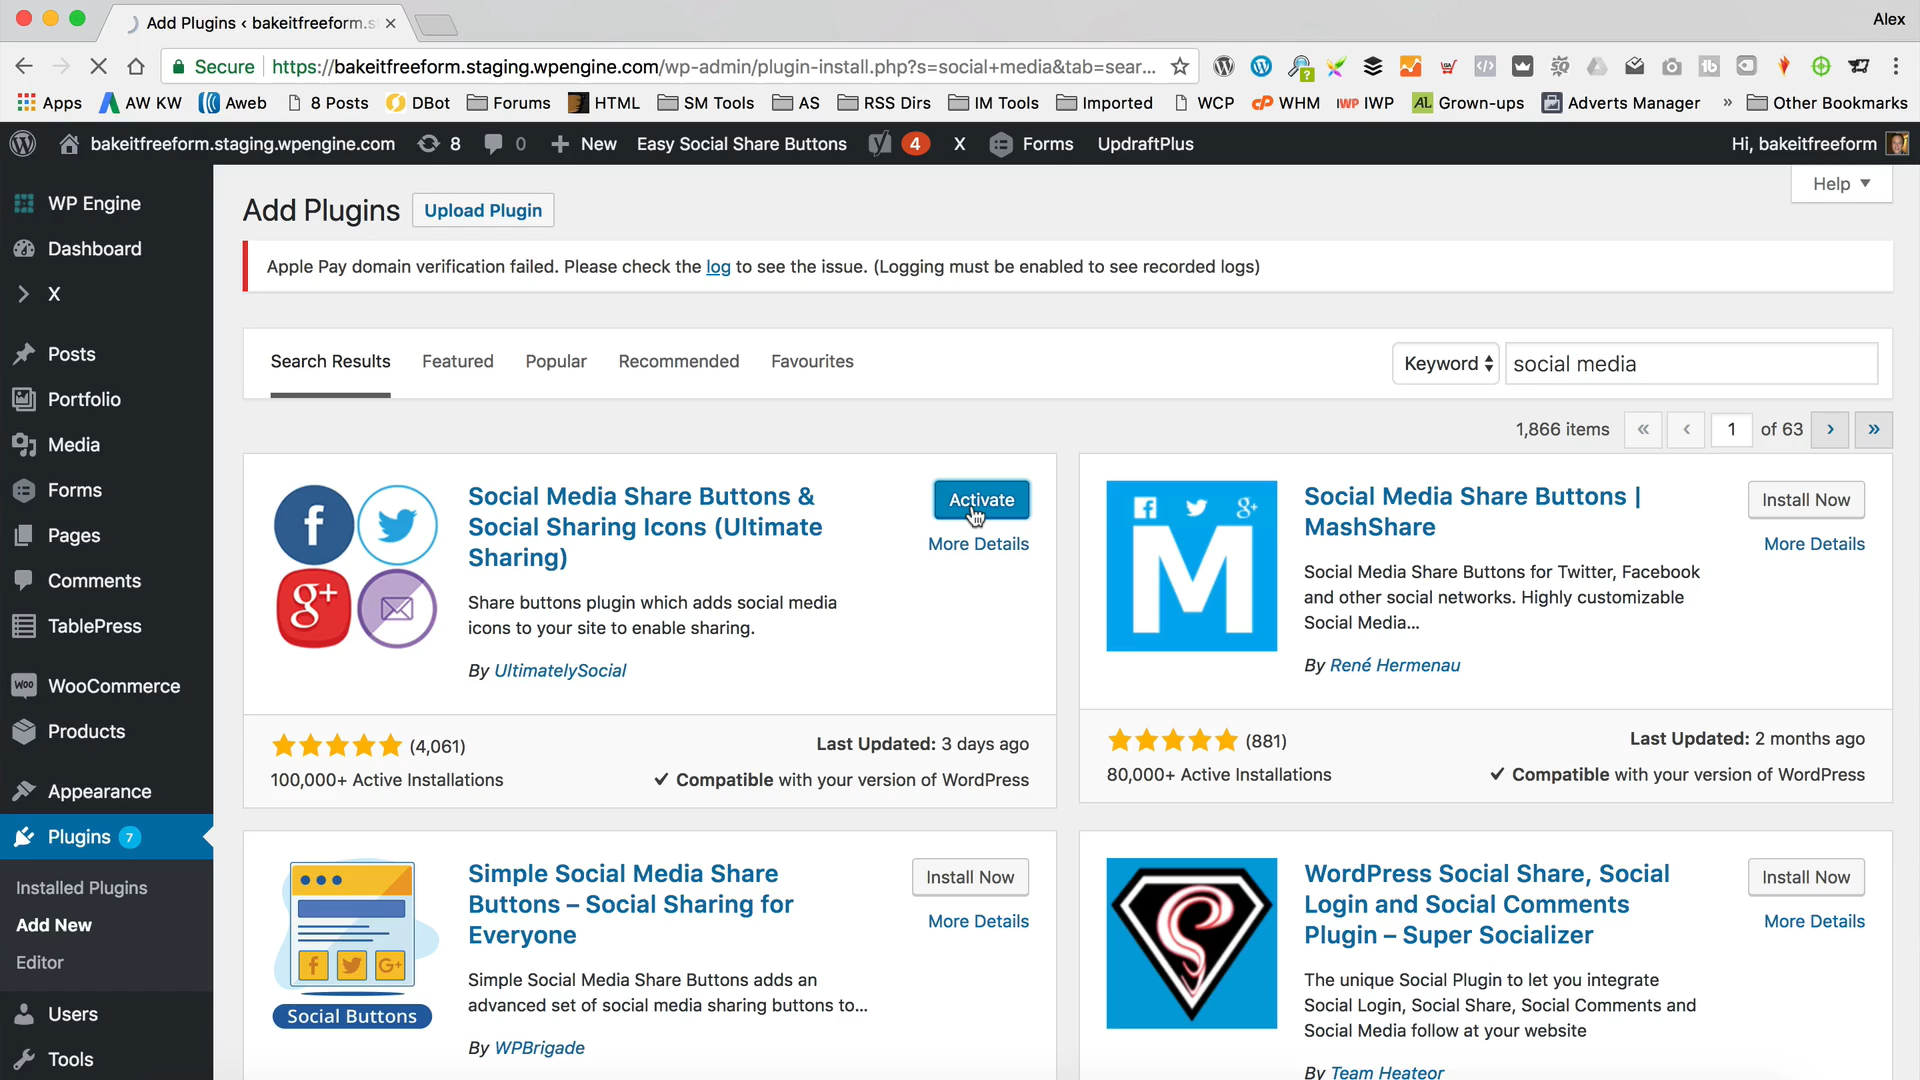 Alex
Add Plugins ‹ bakeitfreeform.s
Secure https://bakeitfreeform.staging.wpengine.com/wp-admin/plugin-install.php?s=social+media&tab=sear...
Apps AW KW Aweb 8 Posts DBot Forums HTML SM Tools AS RSS Dirs IM Tools Imported WCP WHM IWP IWP AL Grown-ups Adverts Manager » Other Bookmarks
bakeitfreeform.staging.wpengine.com 8 0 New Easy Social Share Buttons 4 X Forms UpdraftPlus Hi, bakeitfreeform
Help
WP Engine
Dashboard
X
Posts
Portfolio
Media
Forms
Pages
Comments
TablePress
WooCommerce
Products
Appearance
Plugins 7
Installed Plugins
Add New
Editor
Users
Tools
Add Plugins Upload Plugin
Apple Pay domain verification failed. Please check the log to see the issue. (Logging must be enabled to see recorded logs)
Search Results Featured Popular Recommended Favourites Keyword social media
1,866 items « ‹ 1 of 63 › »
Social Media Share Buttons &
Social Sharing Icons (Ultimate
Sharing)
Activate
More Details
Share buttons plugin which adds social media
icons to your site to enable sharing.
By UltimatelySocial
(4,061)
100,000+ Active Installations
Last Updated: 3 days ago
Compatible with your version of WordPress
M
Social Media Share Buttons |
MashShare
Install Now
More Details
Social Media Share Buttons for Twitter, Facebook
and other social networks. Highly customizable
Social Media...
By René Hermenau
(881)
80,000+ Active Installations
Last Updated: 2 months ago
Compatible with your version of WordPress
Social Buttons
Simple Social Media Share
Buttons – Social Sharing for
Everyone
Install Now
More Details
Simple Social Media Share Buttons adds an
advanced set of social media sharing buttons to...
By WPBrigade
WordPress Social Share, Social
Login and Social Comments
Plugin – Super Socializer
Install Now
More Details
The unique Social Plugin to let you integrate
Social Login, Social Share, Social Comments and
Social Media follow at your website
By Team Heateor